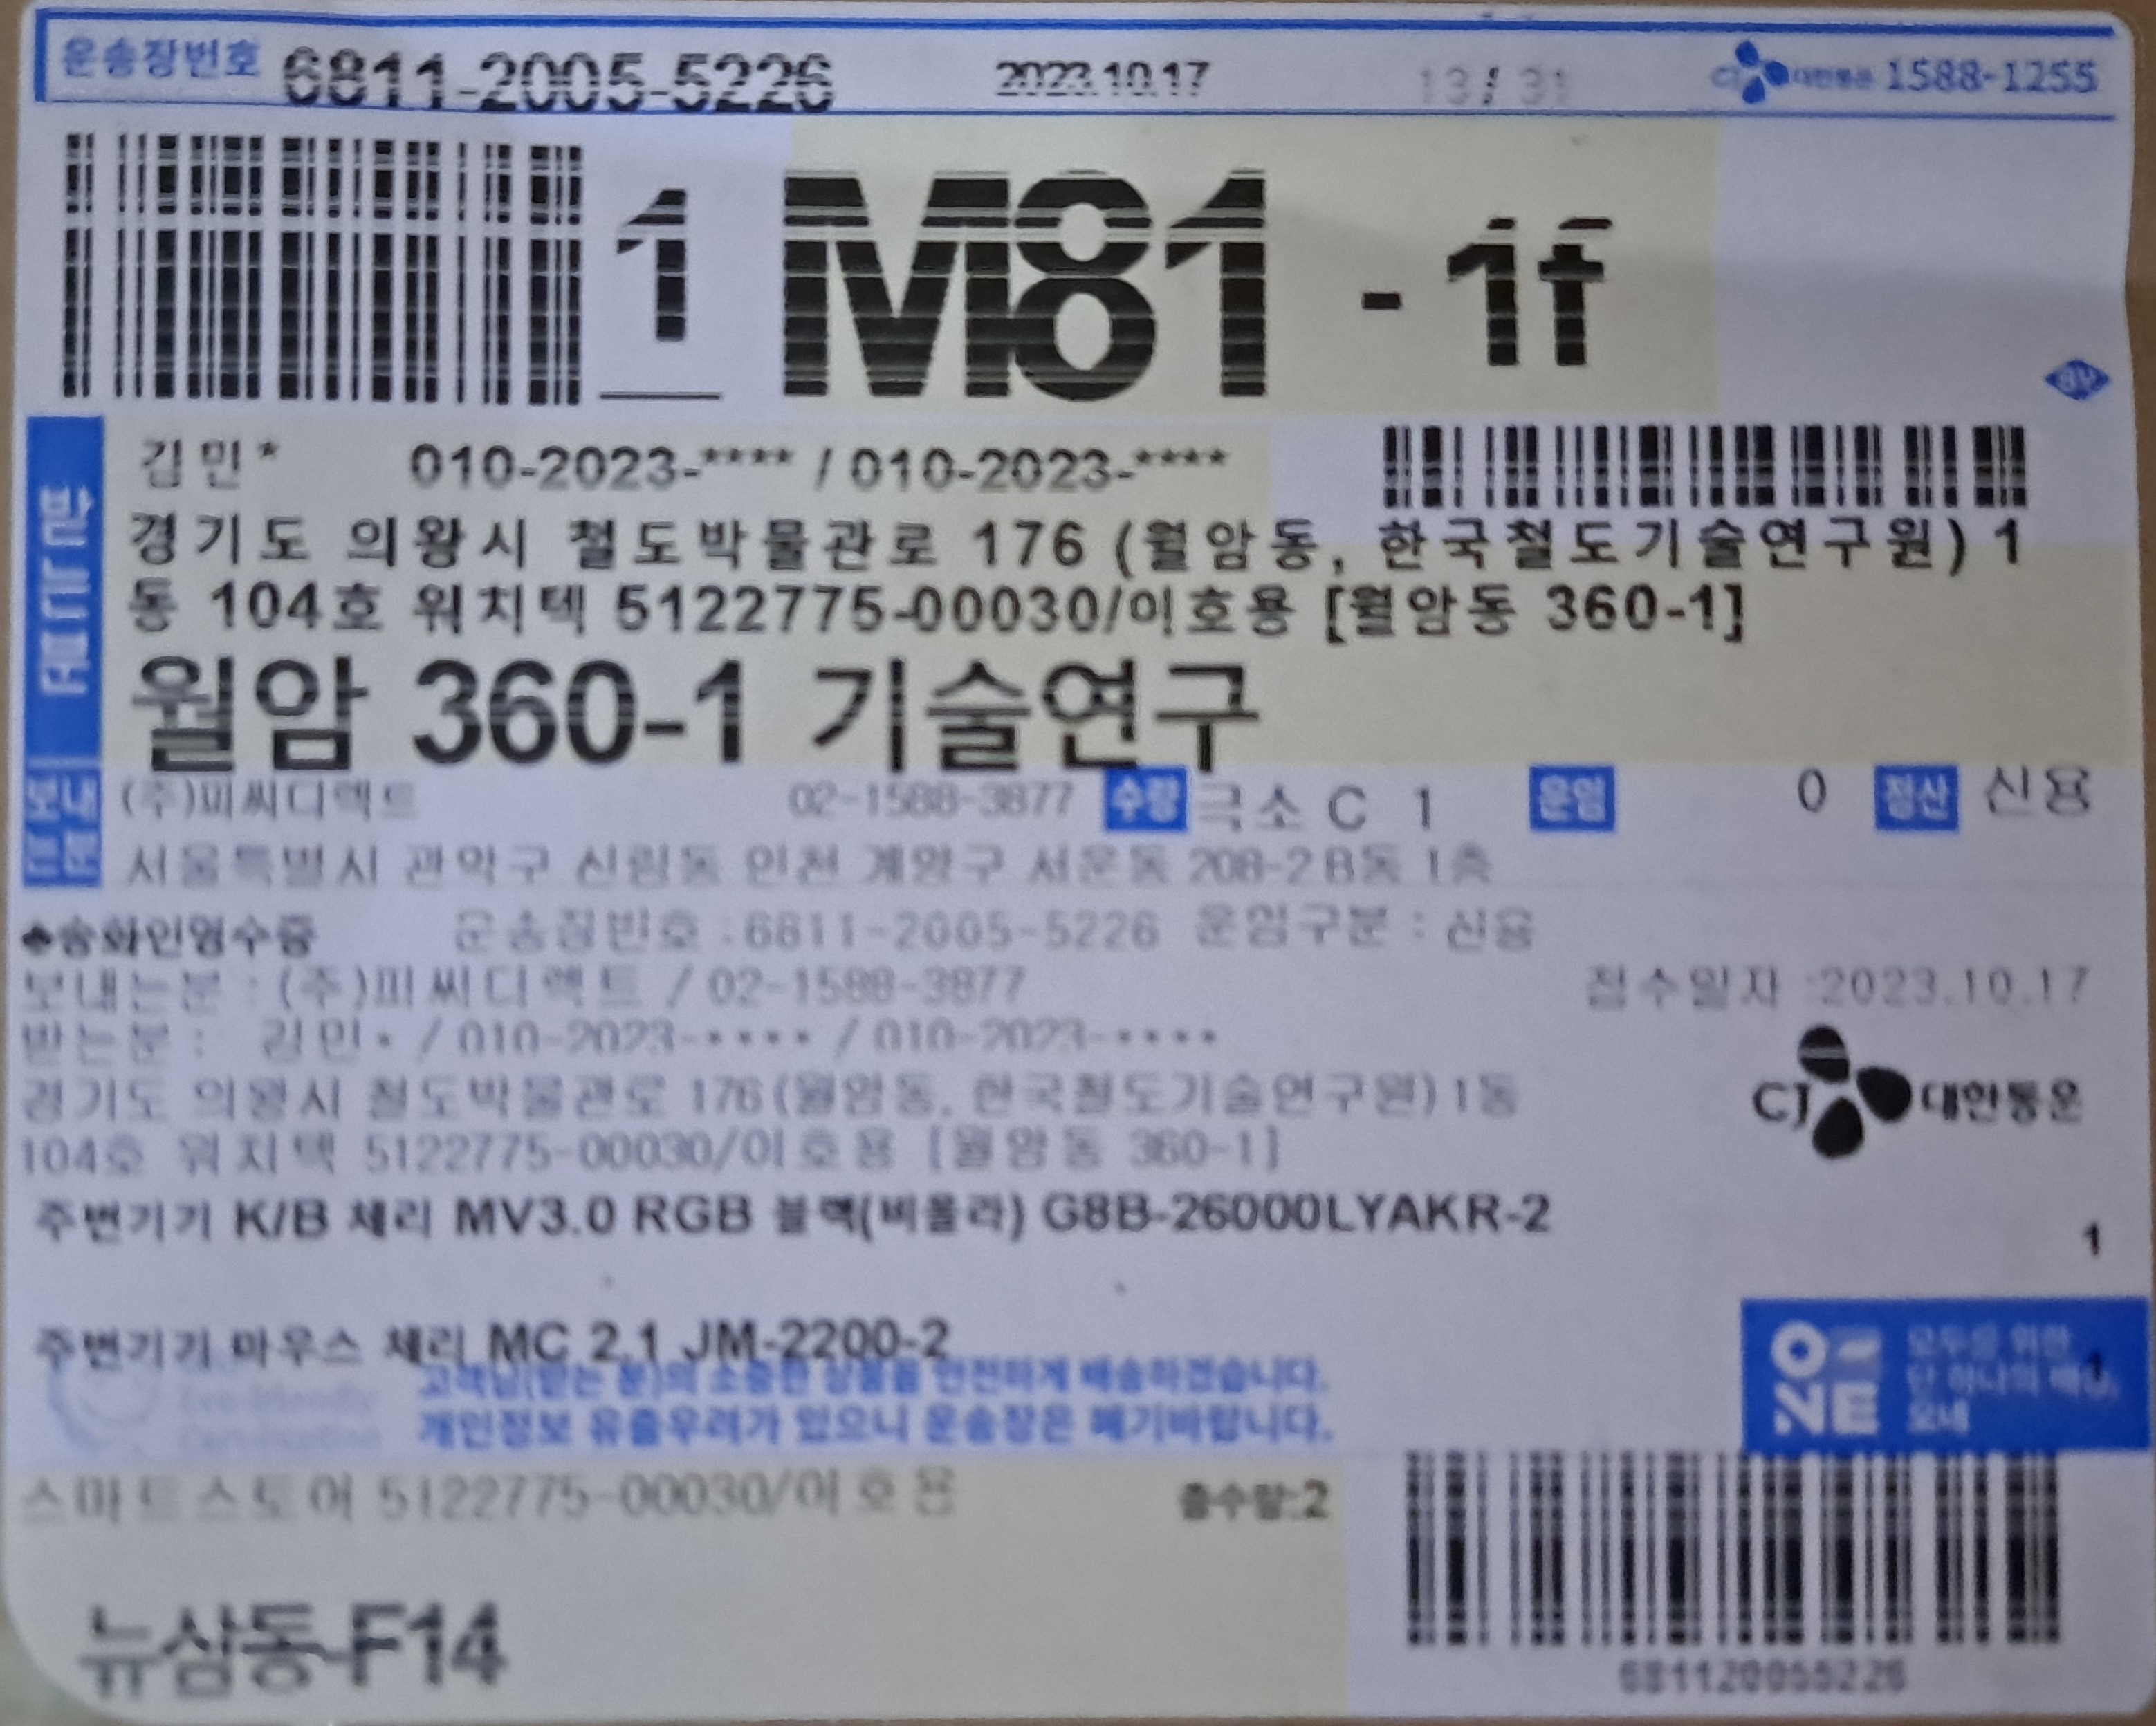 운송장번호 6811-2005-5226 2023.10.17 13/ 31 CJ대한통운 1588-1255
1 M81 - 1f
김민* 010-2023-**** / 010-2023-****
받는분
경기도 의왕시 철도박물관로 176 (월암동, 한국철도기술연구원) 1
동 104호 워치텍 5122775-00030/이호용 [월암동 360-1]
월암 360-1 기술연구
보내는분 (주)피씨디렉트 02-1588-3877 수량 극소 C 1 운임 0 정산 신용
서울특별시 관악구 신림동 인천 계양구 서운동 208-2 B동 1층
♣송화인영수증 운송장번호 :6811-2005-5226 운임구분 : 신용
보내는분 : (주)피씨디렉트 / 02-1588-3877 접수일자 :2023.10.17
받는분 : 김민* / 010-2023-**** / 010-2023-****
경기도 의왕시 철도박물관로 176 (월암동, 한국철도기술연구원) 1동
104호 워치텍 5122775-00030/이호용 [월암동 360-1]
CJ대한통운
주변기기 K/B 체리 MV3.0 RGB 블랙(비올라) G8B-26000LYAKR-2
1
주변기기 마우스 체리 MC 2.1 JM-2200-2
1
Eco-friendly
고객님(받는 분)의 소중한 상품을 안전하게 배송하겠습니다.
개인정보 유출우려가 있으니 운송장은 폐기바랍니다.
O-NE 모두를 위한
단 하나의 배송,
오네
스마트스토어 5122775-00030/이호용 총수량:2
뉴삼동-F14
681120055226